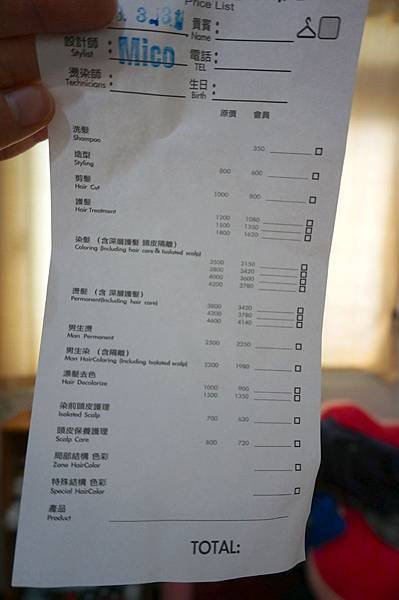 Price List
3. 3
貴賓：
Name
設計師：Mico
Stylist
電話：
TEL
燙染師：
Technicians
生日：
Birth
原價 會員
洗髮
Shampoo 350
造型
Styling 800 600
剪髮
Hair Cut 1000 800
護髮
Hair Treatment 1200 1080
1500 1350
1800 1620
染髮 （含深層護髮 頭皮隔離）
Coloring (Including hair care & Isolated scalp)
3500 3150
3800 3420
4000 3600
4200 3780
燙髮 （含深層護髮）
Permanent(Including hair care) 3800 3420
4200 3780
4600 4140
男生燙
Man Permanent 2500 2250
男生染 （含隔離）
Man HairColoring (Including Isolated scalp) 2200 1980
漂髮去色
Hair Decolorize 1000 900
1500 1350
染前頭皮護理
Isolated Scalp 700 630
頭皮保養護理
Scalp Care 800 720
局部結構 色彩
Zone HairColor
特殊結構 色彩
Special HairColor
產品
Product
TOTAL: